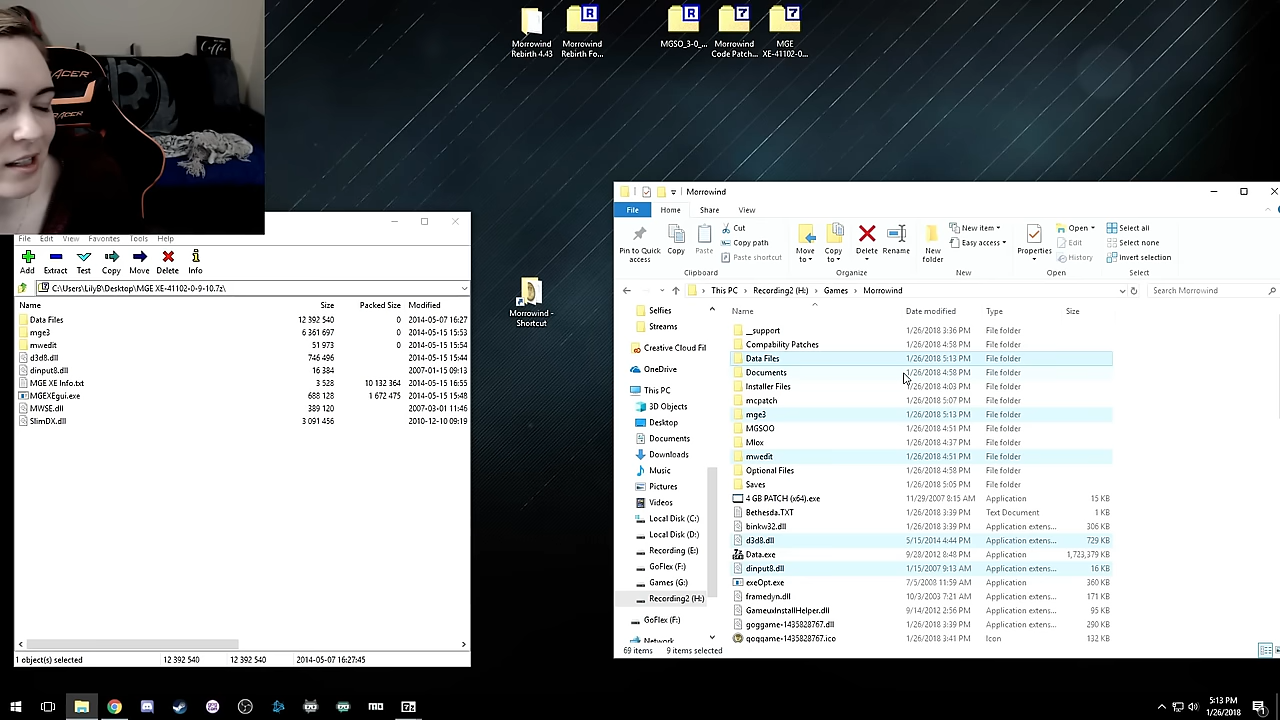 Coffee
ACER
RACER
Morrowind
Rebirth 4.43
Morrowind
Rebirth Fo...
MGSO_3-0_...
Morrowind
Code Patch...
MGE
XE-41102-0...
Morrowind -
Shortcut
File Edit View Favorites Tools Help
Add Extract Test Copy Move Delete Info
C:\Users\LilyB\Desktop\MGE XE-41102-0-9-10.7z\
Name Size Packed Size Modified
Data Files 12 392 540 0 2014-05-07 16:27
mge3 6 361 697 0 2014-05-15 15:53
mwedit 51 973 0 2014-05-15 15:54
d3d8.dll 746 496 2014-05-15 15:44
dinput8.dll 16 384 2007-01-15 09:13
MGE XE Info.txt 3 528 10 132 364 2014-05-15 16:55
MGEXEgui.exe 688 128 1 672 475 2014-05-15 15:48
MWSE.dll 389 120 2007-03-01 11:46
SlimDX.dll 3 091 456 2010-12-10 09:19
1 object(s) selected 12 392 540 12 392 540 2014-05-07 16:27:45
Morrowind
File Home Share View
Pin to Quick
access
Copy
Paste
Cut
Copy path
Paste shortcut
Move
to
Copy
to
Delete
Rename
New
folder
New item
Easy access
Properties
Open
Edit
History
Select all
Select none
Invert selection
Clipboard Organize New Open Select
This PC Recording2 (H:) Games Morrowind
Search Morrowind
Selfies
Streams
Creative Cloud Fil
OneDrive
This PC
3D Objects
Desktop
Documents
Downloads
Music
Pictures
Videos
Local Disk (C:)
Local Disk (D:)
Recording (E:)
GoFlex (F:)
Games (G:)
Recording2 (H:)
GoFlex (F:)
Network
Name Date modified Type Size
__support 1/26/2018 3:36 PM File folder
Compability Patches 1/26/2018 4:58 PM File folder
Data Files 1/26/2018 5:13 PM File folder
Documents 1/26/2018 4:58 PM File folder
Installer Files 1/26/2018 4:03 PM File folder
mcpatch 1/26/2018 5:07 PM File folder
mge3 1/26/2018 5:13 PM File folder
MGSOO 1/26/2018 4:51 PM File folder
Mlox 1/26/2018 4:37 PM File folder
mwedit 1/26/2018 4:51 PM File folder
Optional Files 1/26/2018 4:58 PM File folder
Saves 1/26/2018 5:05 PM File folder
4 GB PATCH (x64).exe 11/29/2007 8:15 AM Application 15 KB
Bethesda.TXT 1/26/2018 3:39 PM Text Document 1 KB
binkw32.dll 1/26/2018 3:39 PM Application extens... 306 KB
d3d8.dll 5/15/2014 4:44 PM Application extens... 729 KB
Data.exe 9/28/2012 8:48 PM Application 1,723,379 KB
dinput8.dll 1/15/2007 9:13 AM Application extens... 16 KB
exeOpt.exe 7/5/2008 11:59 AM Application 360 KB
framedyn.dll 10/3/2003 7:21 AM Application extens... 171 KB
GameuxInstallHelper.dll 9/14/2012 2:56 PM Application extens... 95 KB
goggame-1435828767.dll 1/26/2018 3:39 PM Application extens... 290 KB
goggame-1435828767.ico 1/26/2018 3:41 PM Icon 132 KB
69 items 9 items selected
5:13 PM
1/26/2018